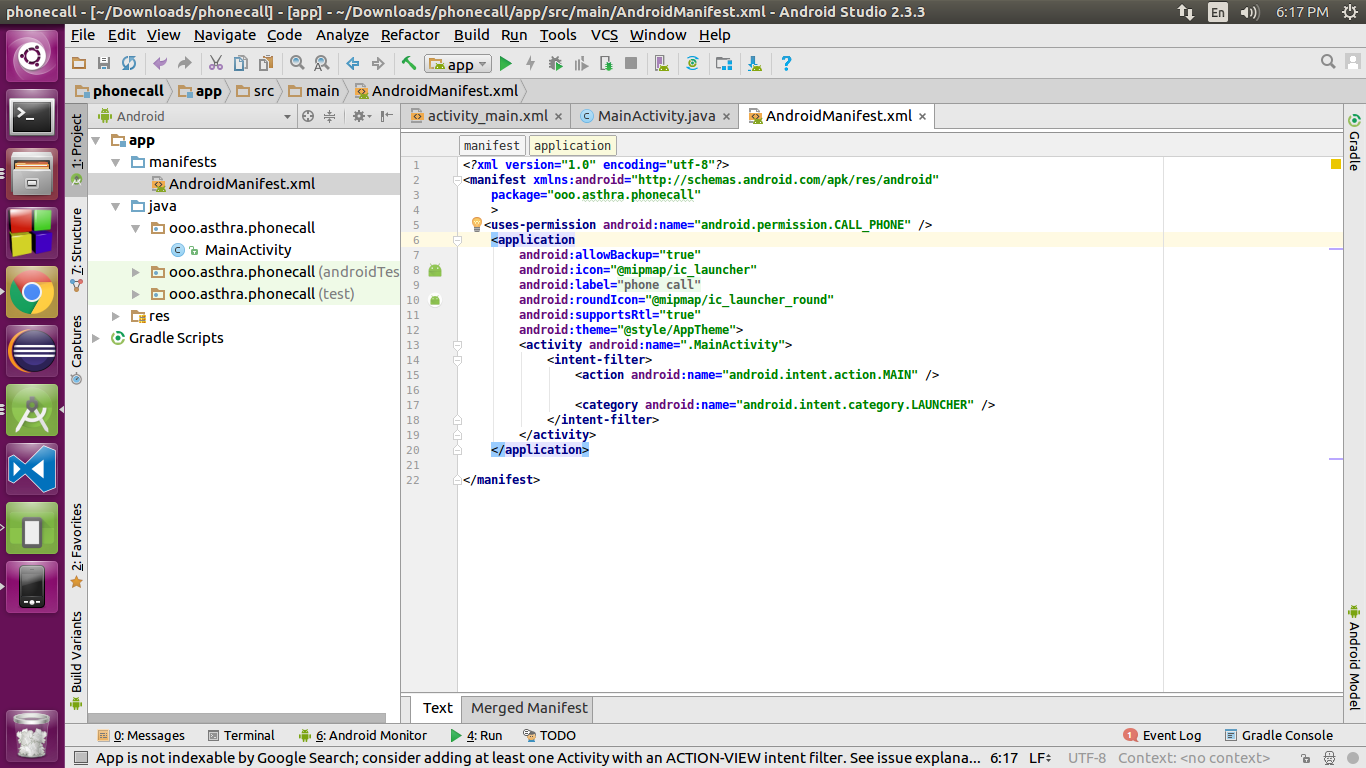 phonecall - [~/Downloads/phonecall] - [app] - ~/Downloads/phonecall/app/src/main/AndroidManifest.xml - Android Studio 2.3.3
En
6:17 PM
File Edit View Navigate Code Analyze Refactor Build Run Tools VCS Window Help
app
phonecall app src main AndroidManifest.xml
Android
activity_main.xml
MainActivity.java
AndroidManifest.xml
1: Project
7: Structure
Captures
2: Favorites
Build Variants
app
manifests
AndroidManifest.xml
java
ooo.asthra.phonecall
MainActivity
ooo.asthra.phonecall (androidTes
ooo.asthra.phonecall (test)
res
Gradle Scripts
manifest application
1 <?xml version="1.0" encoding="utf-8"?>
2 <manifest xmlns:android="http://schemas.android.com/apk/res/android"
3 package="ooo.asthra.phonecall"
4 >
5 <uses-permission android:name="android.permission.CALL_PHONE" />
6 <application
7 android:allowBackup="true"
8 android:icon="@mipmap/ic_launcher"
9 android:label="phone call"
10 android:roundIcon="@mipmap/ic_launcher_round"
11 android:supportsRtl="true"
12 android:theme="@style/AppTheme">
13 <activity android:name=".MainActivity">
14 <intent-filter>
15 <action android:name="android.intent.action.MAIN" />
16
17 <category android:name="android.intent.category.LAUNCHER" />
18 </intent-filter>
19 </activity>
20 </application>
21
22 </manifest>
Gradle
Android Model
Text Merged Manifest
0: Messages Terminal 6: Android Monitor 4: Run TODO
1 Event Log Gradle Console
App is not indexable by Google Search; consider adding at least one Activity with an ACTION-VIEW intent filter. See issue explana... 6:17 LF÷ UTF-8 Context: <no context>